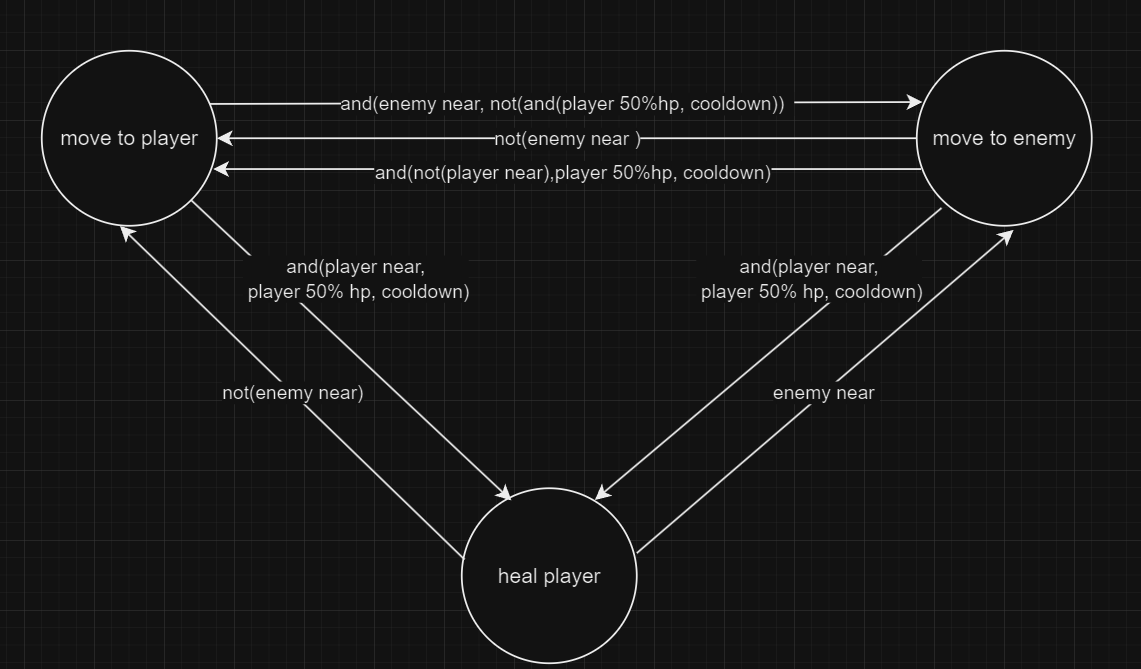 and(enemy near, not(and(player 50%hp, cooldown))
move to player
not(enemy near )
move to enemy
and(not(player near),player 50%hp, cooldown)
and(player near,
player 50% hp, cooldown)
and(player near,
player 50% hp, cooldown)
not(enemy near)
enemy near
heal player